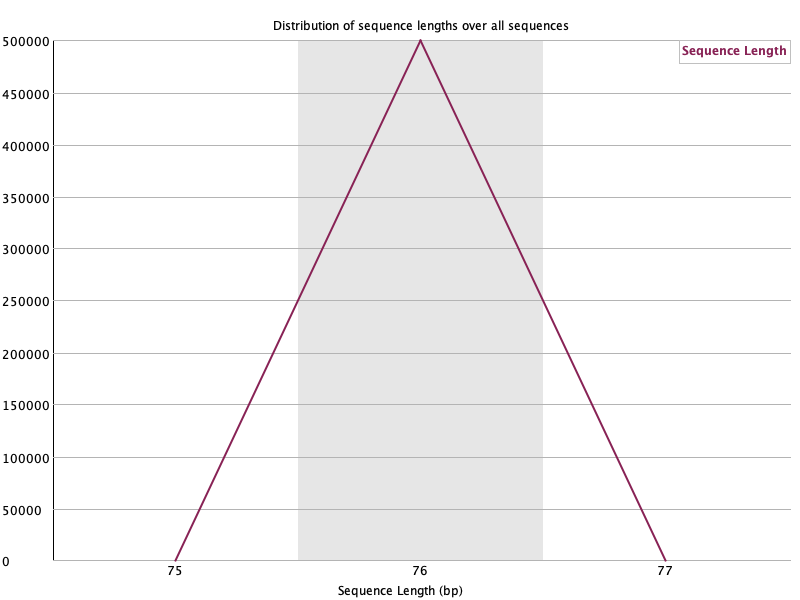 Distribution of sequence lengths over all sequences
Sequence Length
500000
450000
400000
350000
300000
250000
200000
150000
100000
50000
0
75 76 77
Sequence Length (bp)